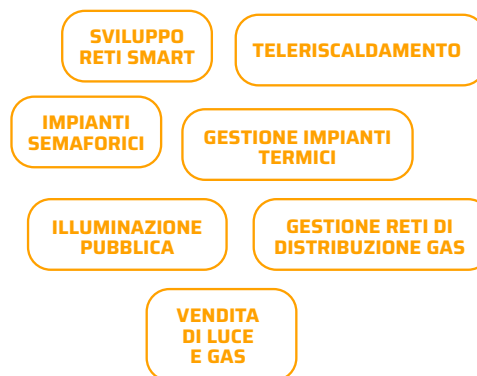 SVILUPPO
RETI SMART
TELERISCALDAMENTO
IMPIANTI
SEMAFORICI
GESTIONE IMPIANTI
TERMICI
ILLUMINAZIONE
PUBBLICA
GESTIONE RETI DI
DISTRIBUZIONE GAS
VENDITA
DI LUCE
E GAS